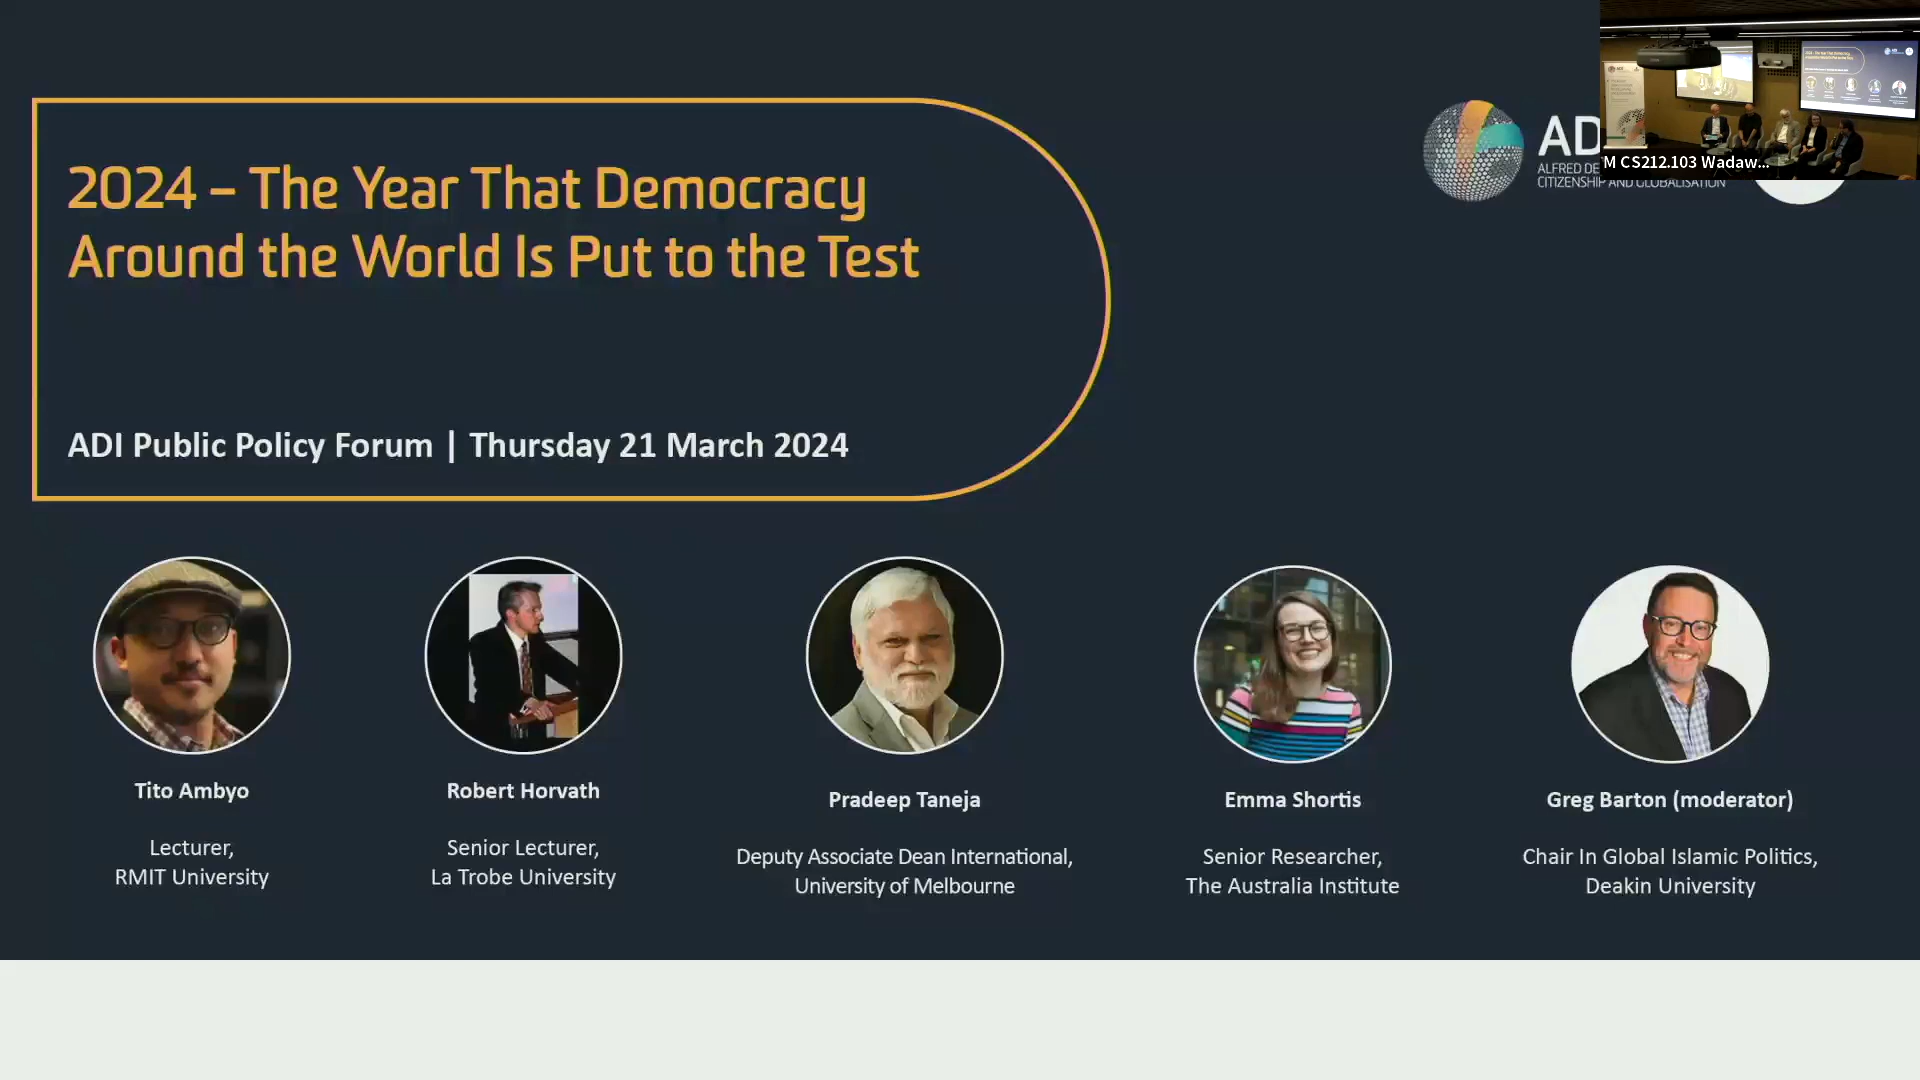 2024 – The Year That Democracy
Around the World Is Put to the Test
ADI Public Policy Forum | Thursday 21 March 2024
AD
ALFRED DE
CITIZENSHIP AND GLOBALISATION
M CS212.103 Wadaw...
Tito Ambyo
Lecturer,
RMIT University
Robert Horvath
Senior Lecturer,
La Trobe University
Pradeep Taneja
Deputy Associate Dean International,
University of Melbourne
Emma Shortis
Senior Researcher,
The Australia Institute
Greg Barton (moderator)
Chair In Global Islamic Politics,
Deakin University